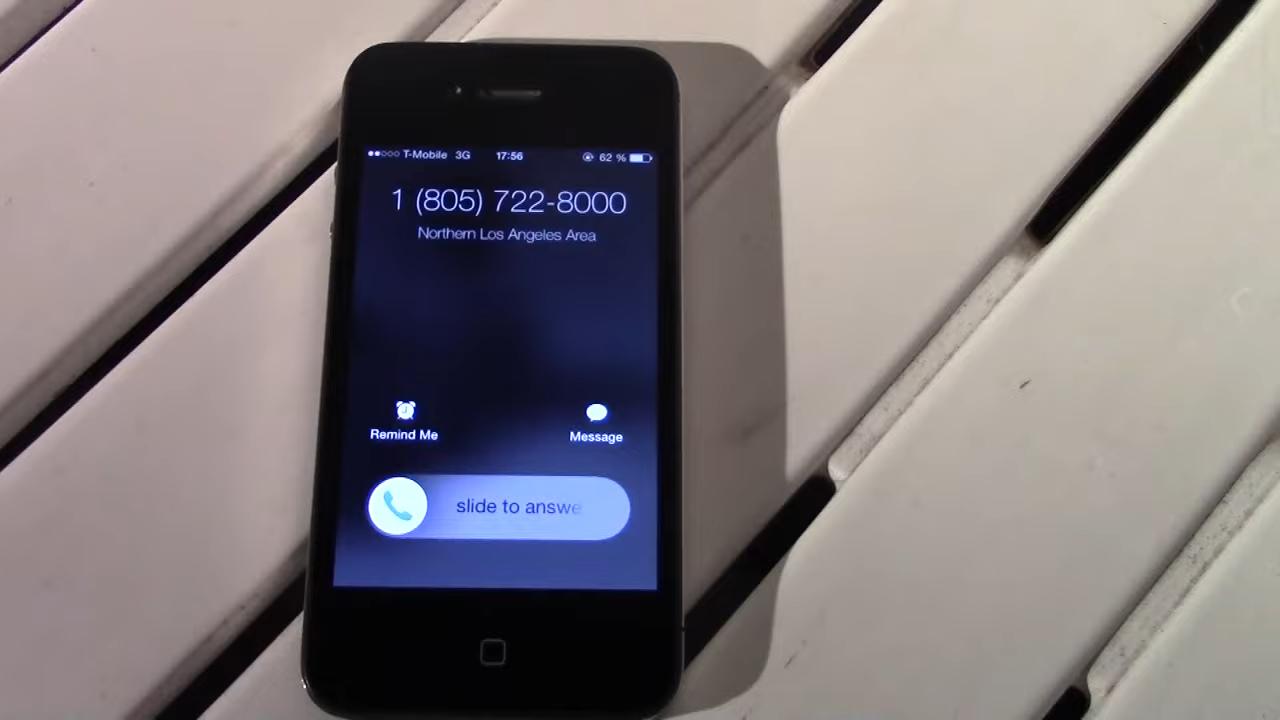 T-Mobile 3G 17:56 62 %
1 (805) 722-8000
Northern Los Angeles Area
Remind Me Message
slide to answe